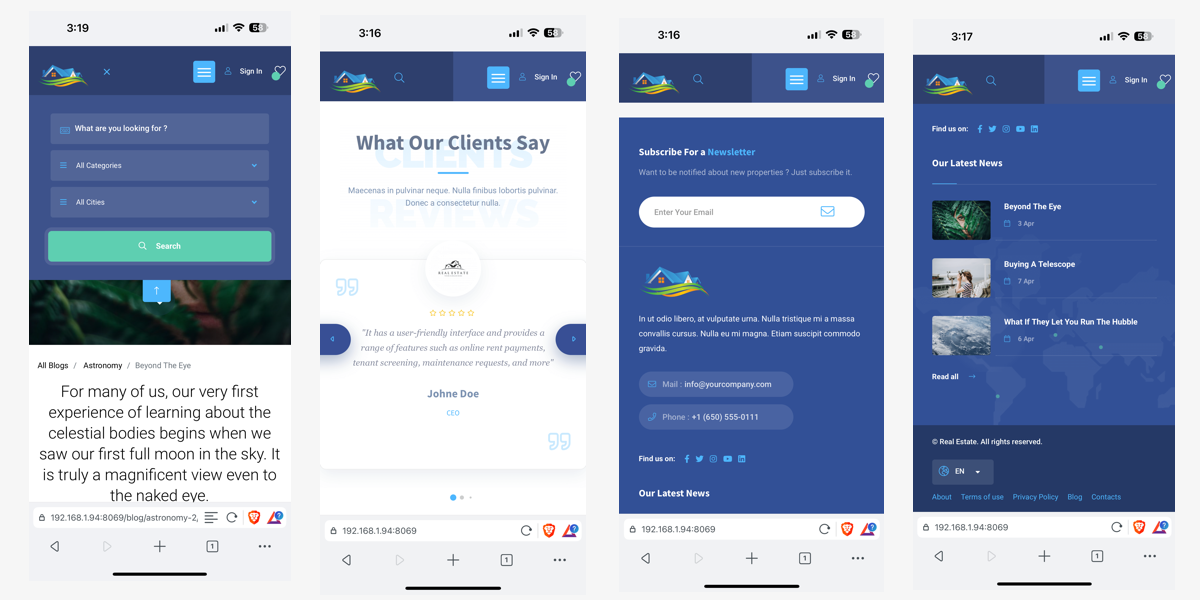 3:19
58
Sign In
What are you looking for ?
All Categories
All Cities
Search
All Blogs / Astronomy / Beyond The Eye
For many of us, our very first
experience of learning about the
celestial bodies begins when we
saw our first full moon in the sky. It
is truly a magnificent view even to
the naked eye.
192.168.1.94:8069/blog/astronomy-2,
1
3:16
58
Sign In
CLIENTS
What Our Clients Say
Maecenas in pulvinar neque. Nulla finibus lobortis pulvinar.
Donec a consectetur nulla.
REVIEWS
REAL ESTATE
"It has a user-friendly interface and provides a
range of features such as online rent payments,
tenant screening, maintenance requests, and more"
Johne Doe
CEO
192.168.1.94:8069
1
3:16
58
Sign In
Subscribe For a Newsletter
Want to be notified about new properties ? Just subscribe it.
Enter Your Email
In ut odio libero, at vulputate urna. Nulla tristique mi a massa
convallis cursus. Nulla eu mi magna. Etiam suscipit commodo
gravida.
Mail : info@yourcompany.com
Phone : +1 (650) 555-0111
Find us on:
Our Latest News
192.168.1.94:8069
1
3:17
58
Sign In
Find us on:
Our Latest News
Beyond The Eye
3 Apr
Buying A Telescope
7 Apr
What If They Let You Run The Hubble
6 Apr
Read all
© Real Estate. All rights reserved.
EN
About Terms of use Privacy Policy Blog Contacts
192.168.1.94:8069
1